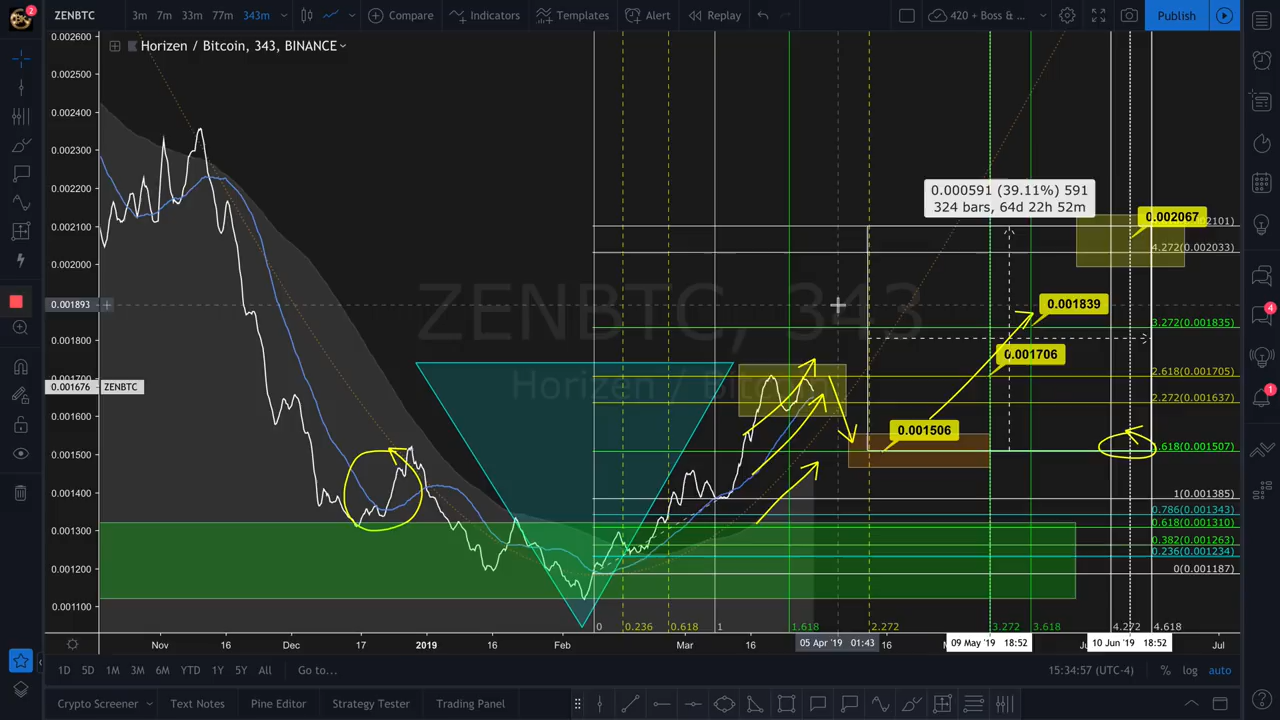 2
ZENBTC
3m 7m 33m 77m 343m
Compare
Indicators
Templates
Alert
Replay
420 + Boss & ...
Publish
Horizen / Bitcoin, 343, BINANCE
0.002600
0.002500
0.002400
0.002300
0.002200
0.002100
0.002000
0.001893
0.001800
0.001676 ZENBTC
0.001600
0.001500
0.001400
0.001300
0.001200
0.001100
ZENBTC, 343
Horizen / Bitcoin
0.000591 (39.11%) 591
324 bars, 64d 22h 52m
0.002067
4.272(0.002033)
0.001839
3.272(0.001835)
0.001706
2.618(0.001705)
2.272(0.001637)
0.001506
1(0.001385)
0.786(0.001343)
0.618(0.001310)
0.382(0.001263)
0.236(0.001234)
0(0.001187)
0 0.236 0.618 1 1.618 2.272 3.272 3.618 4.272 4.618
Nov 16 Dec 17 2019 16 Feb Mar 16 05 Apr '19 01:43 16 09 May '19 18:52 10 Jun '19 18:52 Jul
1D 5D 1M 3M 6M YTD 1Y 5Y All Go to...
15:34:57 (UTC-4) % log auto
Crypto Screener Text Notes Pine Editor Strategy Tester Trading Panel
4
1